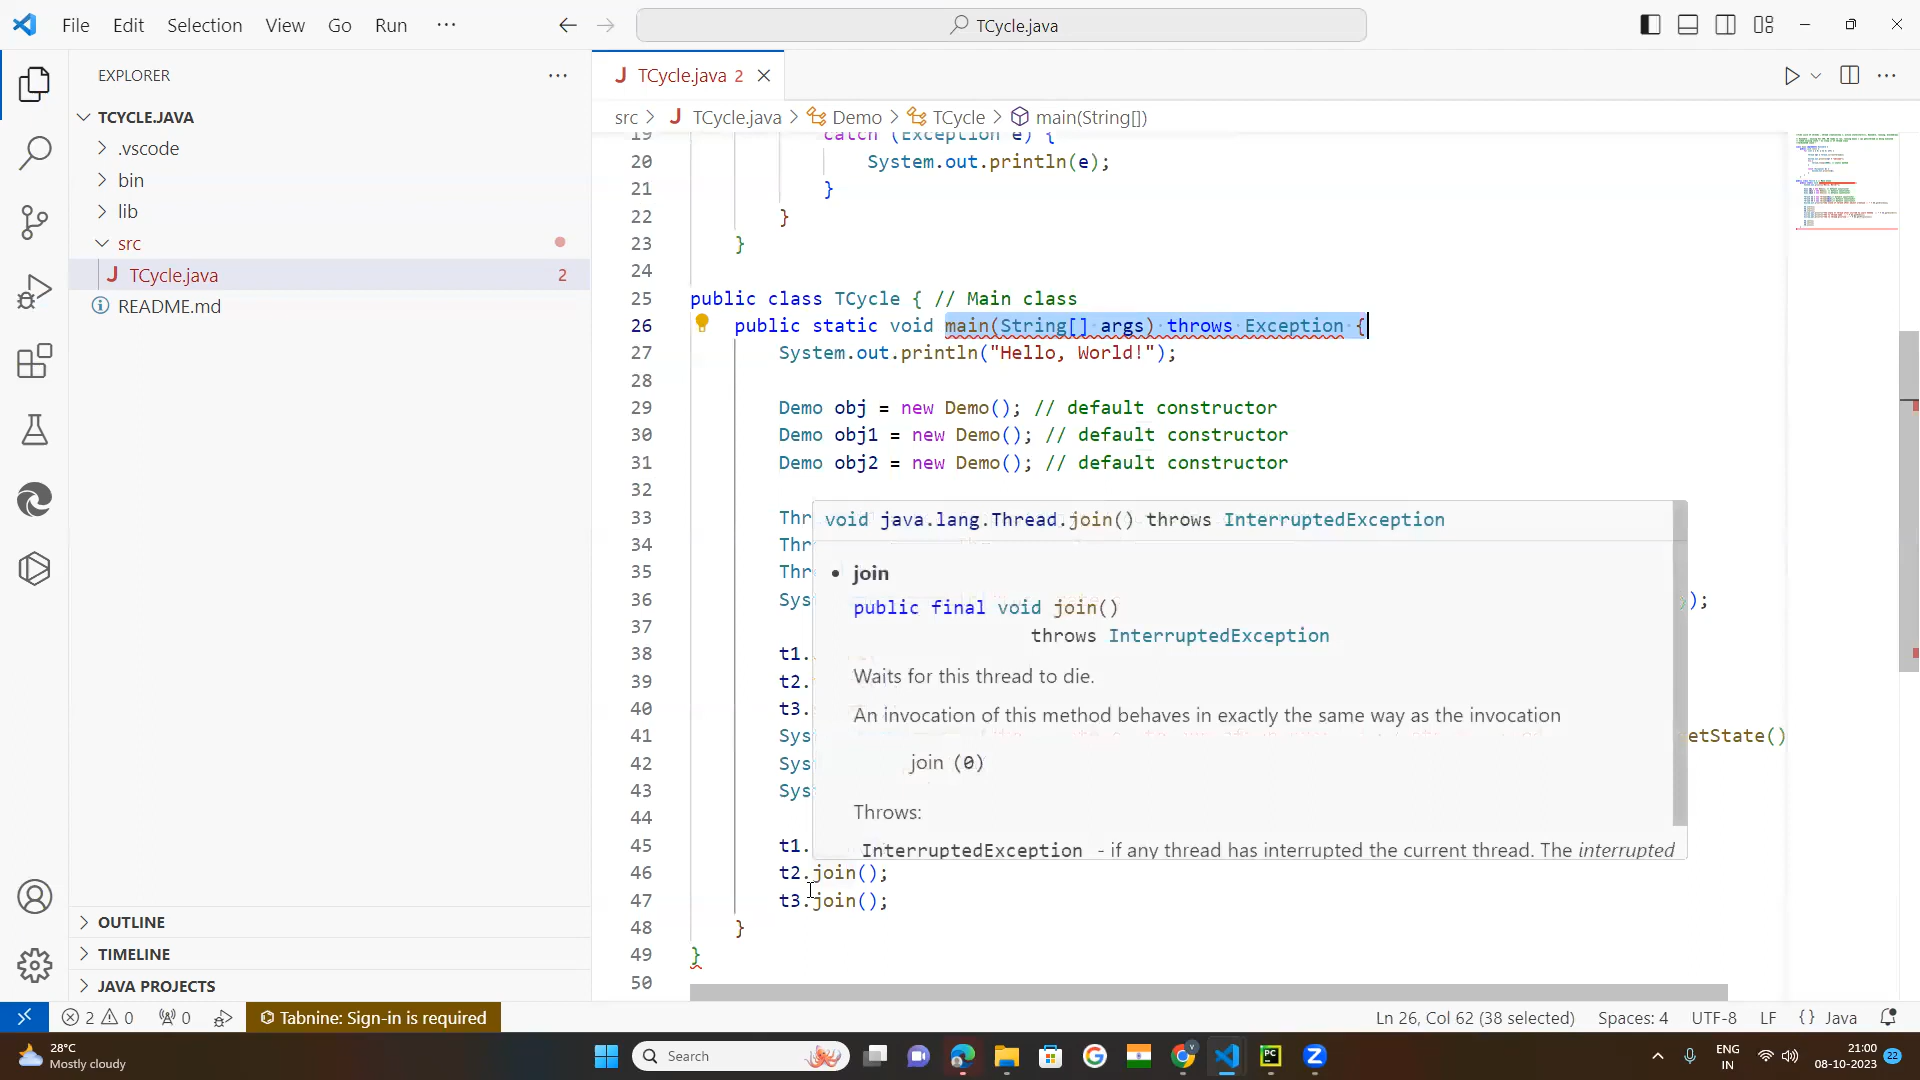 File Edit Selection View Go Run ···
TCycle.java
EXPLORER
TCYCLE.JAVA
.vscode
bin
lib
src
TCycle.java 2
README.md
OUTLINE
TIMELINE
JAVA PROJECTS
TCycle.java 2
src > TCycle.java > Demo > TCycle > main(String[])
19 catch (Exception e) {
20 System.out.println(e);
21 }
22 }
23 }
24
25 public class TCycle { // Main class
26 public static void main(String[] args) throws Exception {
27 System.out.println("Hello, World!");
28
29 Demo obj = new Demo(); // default constructor
30 Demo obj1 = new Demo(); // default constructor
31 Demo obj2 = new Demo(); // default constructor
32
33 Thr
34 Thr
35 Thr
36 Sys );
37
38 t1.
39 t2.
40 t3.
41 Sys etState()
42 Sys
43 Sys
44
45 t1.
46 t2.join();
47 t3.join();
48 }
49 }
50
void java.lang.Thread.join() throws InterruptedException
• join
public final void join()
throws InterruptedException
Waits for this thread to die.
An invocation of this method behaves in exactly the same way as the invocation
join (0)
Throws:
InterruptedException - if any thread has interrupted the current thread. The interrupted
2 0 0 Tabnine: Sign-in is required Ln 26, Col 62 (38 selected) Spaces: 4 UTF-8 LF {} Java
28°C
Mostly cloudy
Search
ENG
IN
21:00
08-10-2023
22